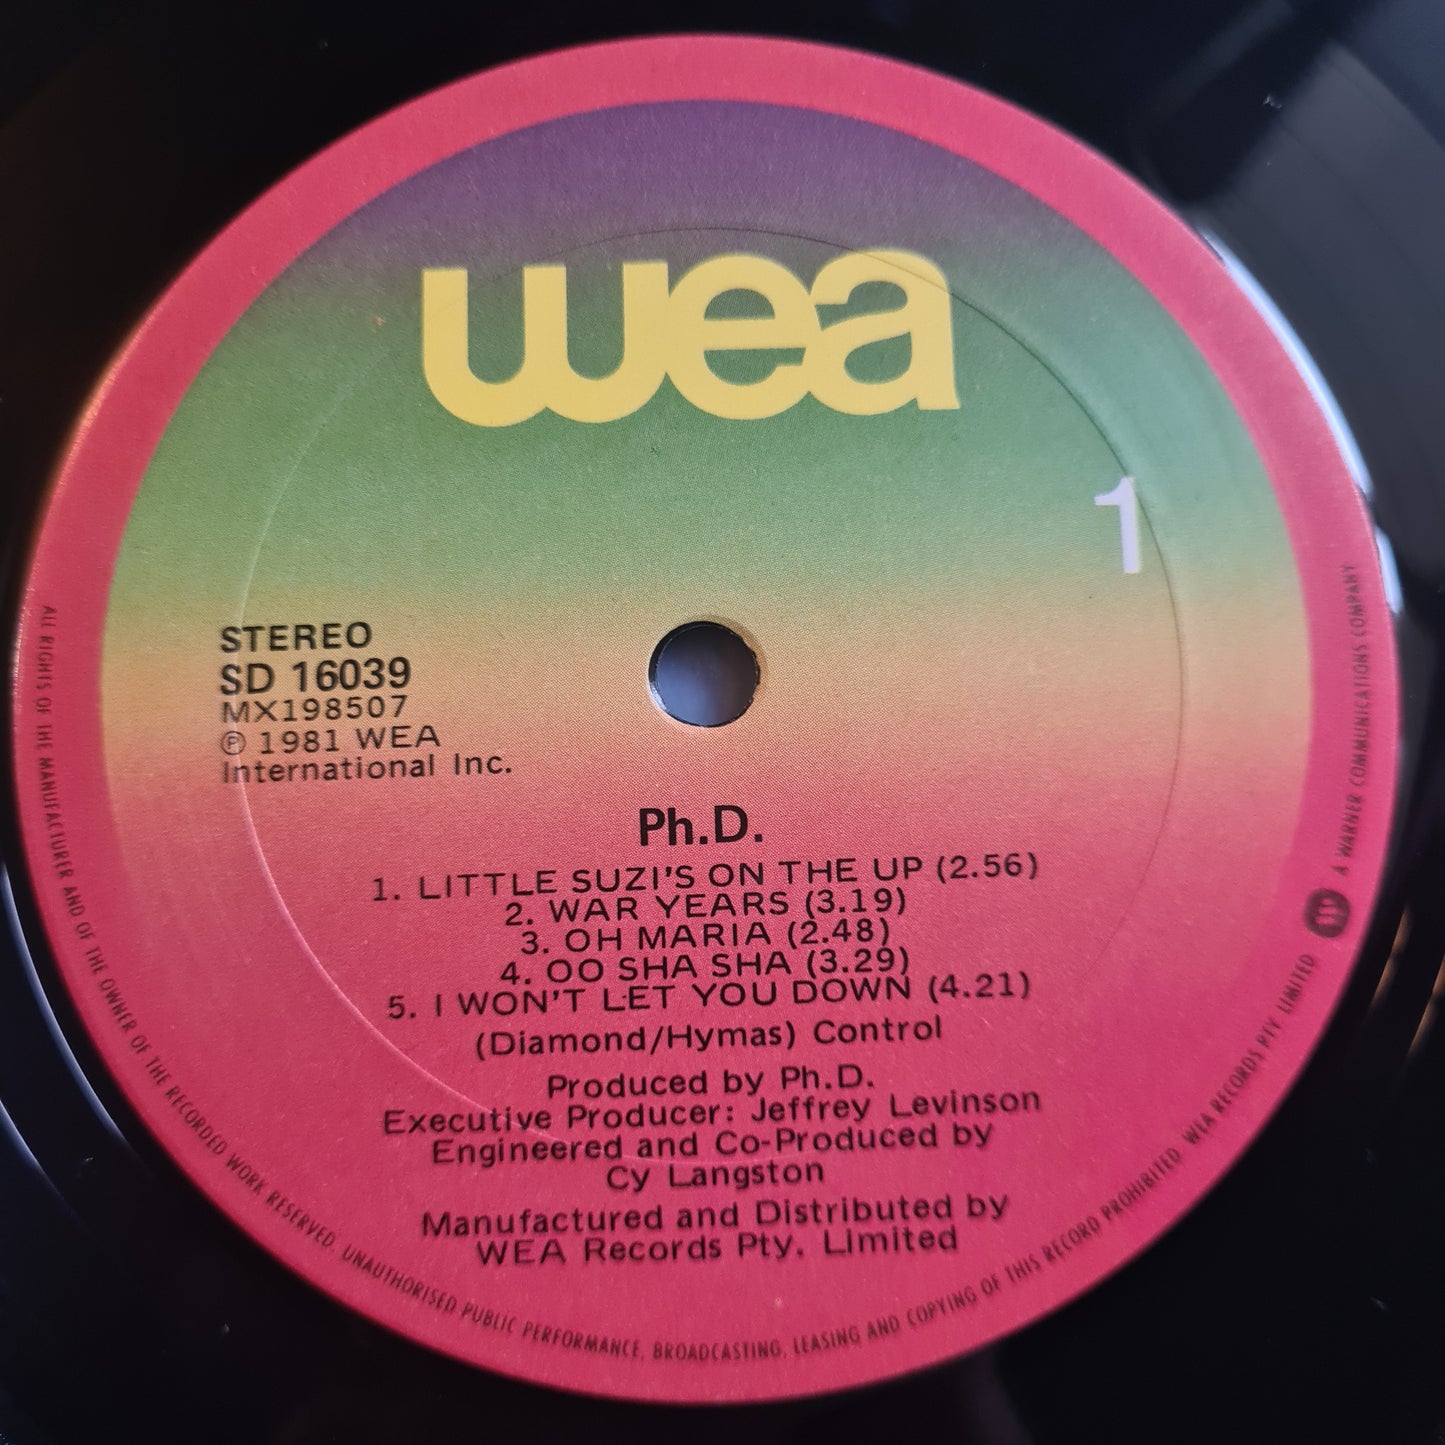 wea
1
STEREO
SD 16039
MX198507
℗ 1981 WEA
International Inc.
Ph.D.
1. LITTLE SUZI'S ON THE UP (2.56)
2. WAR YEARS (3.19)
3. OH MARIA (2.48)
4. OO SHA SHA (3.29)
5. I WON'T LET YOU DOWN (4.21)
(Diamond/Hymas) Control
Produced by Ph.D.
Executive Producer: Jeffrey Levinson
Engineered and Co-Produced by
Cy Langston
Manufactured and Distributed by
WEA Records Pty. Limited
ALL RIGHTS OF THE MANUFACTURER AND OF THE OWNER OF THE RECORDED WORK RESERVED. UNAUTHORISED PUBLIC PERFORMANCE, BROADCASTING, LEASING AND COPYING OF THIS RECORD PROHIBITED. WEA RECORDS PTY. LIMITED A WARNER COMMUNICATIONS COMPANY